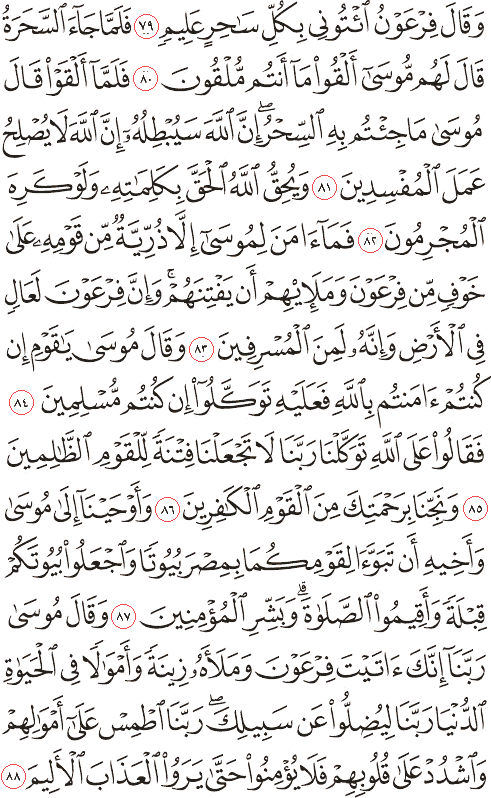 وَقَالَ فِرْعَوْنُ ٱئْتُونِى بِكُلِّ سَـٰحِرٍ عَلِيمٍ ٧٩ فَلَمَّا جَآءَ ٱلسَّحَرَةُ
قَالَ لَهُم مُّوسَىٰٓ أَلْقُوا۟ مَآ أَنتُم مُّلْقُونَ ٨٠ فَلَمَّآ أَلْقَوْا۟ قَالَ
مُوسَىٰ مَا جِئْتُم بِهِ ٱلسِّحْرُ ۖ إِنَّ ٱللَّهَ سَيُبْطِلُهُۥٓ إِنَّ ٱللَّهَ لَا يُصْلِحُ
عَمَلَ ٱلْمُفْسِدِينَ ٨١ وَيُحِقُّ ٱللَّهُ ٱلْحَقَّ بِكَلِمَـٰتِهِۦ وَلَوْ كَرِهَ
ٱلْمُجْرِمُونَ ٨٢ فَمَآ ءَامَنَ لِمُوسَىٰٓ إِلَّا ذُرِّيَّةٌ مِّن قَوْمِهِۦ عَلَىٰ
خَوْفٍ مِّن فِرْعَوْنَ وَمَلَإِي۟هِمْ أَن يَفْتِنَهُمْ ۚ وَإِنَّ فِرْعَوْنَ لَعَالٍ
فِى ٱلْأَرْضِ وَإِنَّهُۥ لَمِنَ ٱلْمُسْرِفِينَ ٨٣ وَقَالَ مُوسَىٰ يَـٰقَوْمِ إِن
كُنتُمْ ءَامَنتُم بِٱللَّهِ فَعَلَيْهِ تَوَكَّلُوٓا۟ إِن كُنتُم مُّسْلِمِينَ ٨٤
فَقَالُوا۟ عَلَى ٱللَّهِ تَوَكَّلْنَا رَبَّنَا لَا تَجْعَلْنَا فِتْنَةً لِّلْقَوْمِ ٱلظَّـٰلِمِينَ
٨٥ وَنَجِّنَا بِرَحْمَتِكَ مِنَ ٱلْقَوْمِ ٱلْكَـٰفِرِينَ ٨٦ وَأَوْحَيْنَآ إِلَىٰ مُوسَىٰ
وَأَخِيهِ أَن تَبَوَّءَا لِقَوْمِكُمَا بِمِصْرَ بُيُوتًا وَٱجْعَلُوا۟ بُيُوتَكُمْ
قِبْلَةً وَأَقِيمُوا۟ ٱلصَّلَوٰةَ ۗ وَبَشِّرِ ٱلْمُؤْمِنِينَ ٨٧ وَقَالَ مُوسَىٰ
رَبَّنَآ إِنَّكَ ءَاتَيْتَ فِرْعَوْنَ وَمَلَأَهُۥ زِينَةً وَأَمْوَٰلًا فِى ٱلْحَيَوٰةِ
ٱلدُّنْيَا رَبَّنَا لِيُضِلُّوا۟ عَن سَبِيلِكَ ۖ رَبَّنَا ٱطْمِسْ عَلَىٰٓ أَمْوَٰلِهِمْ
وَٱشْدُدْ عَلَىٰ قُلُوبِهِمْ فَلَا يُؤْمِنُوا۟ حَتَّىٰ يَرَوُا۟ ٱلْعَذَابَ ٱلْأَلِيمَ ٨٨